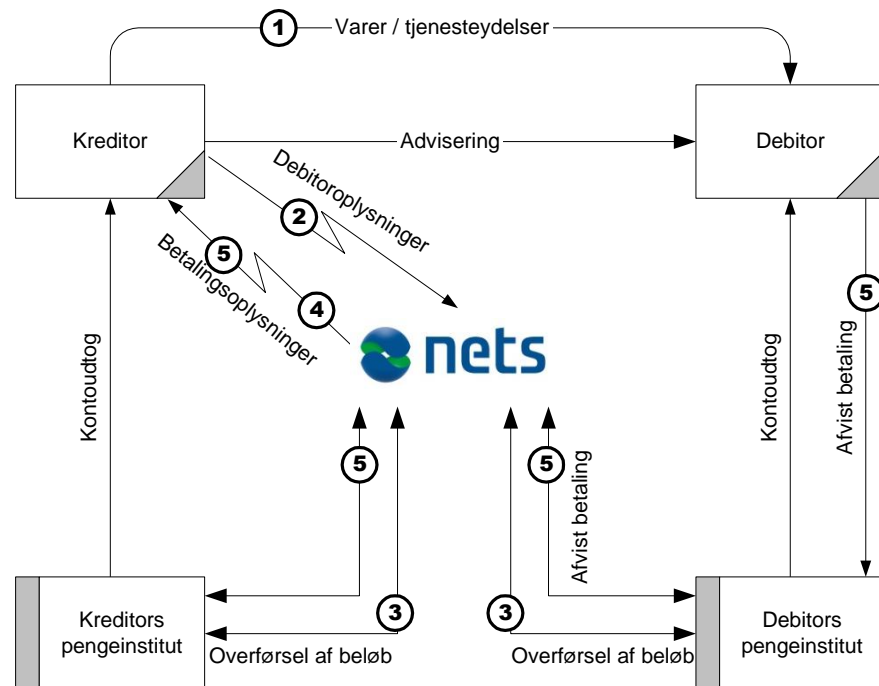 1 Varer / tjenesteydelser
Kreditor
Advisering
Debitor
Debitoroplysninger
2
5
Betalingsoplysninger
4
5
nets
Kontoudtog
Kontoudtog
Afvist betaling
5
5
Afvist betaling
Kreditors
pengeinstitut
3
3
Debitors
pengeinstitut
Overførsel af beløb
Overførsel af beløb